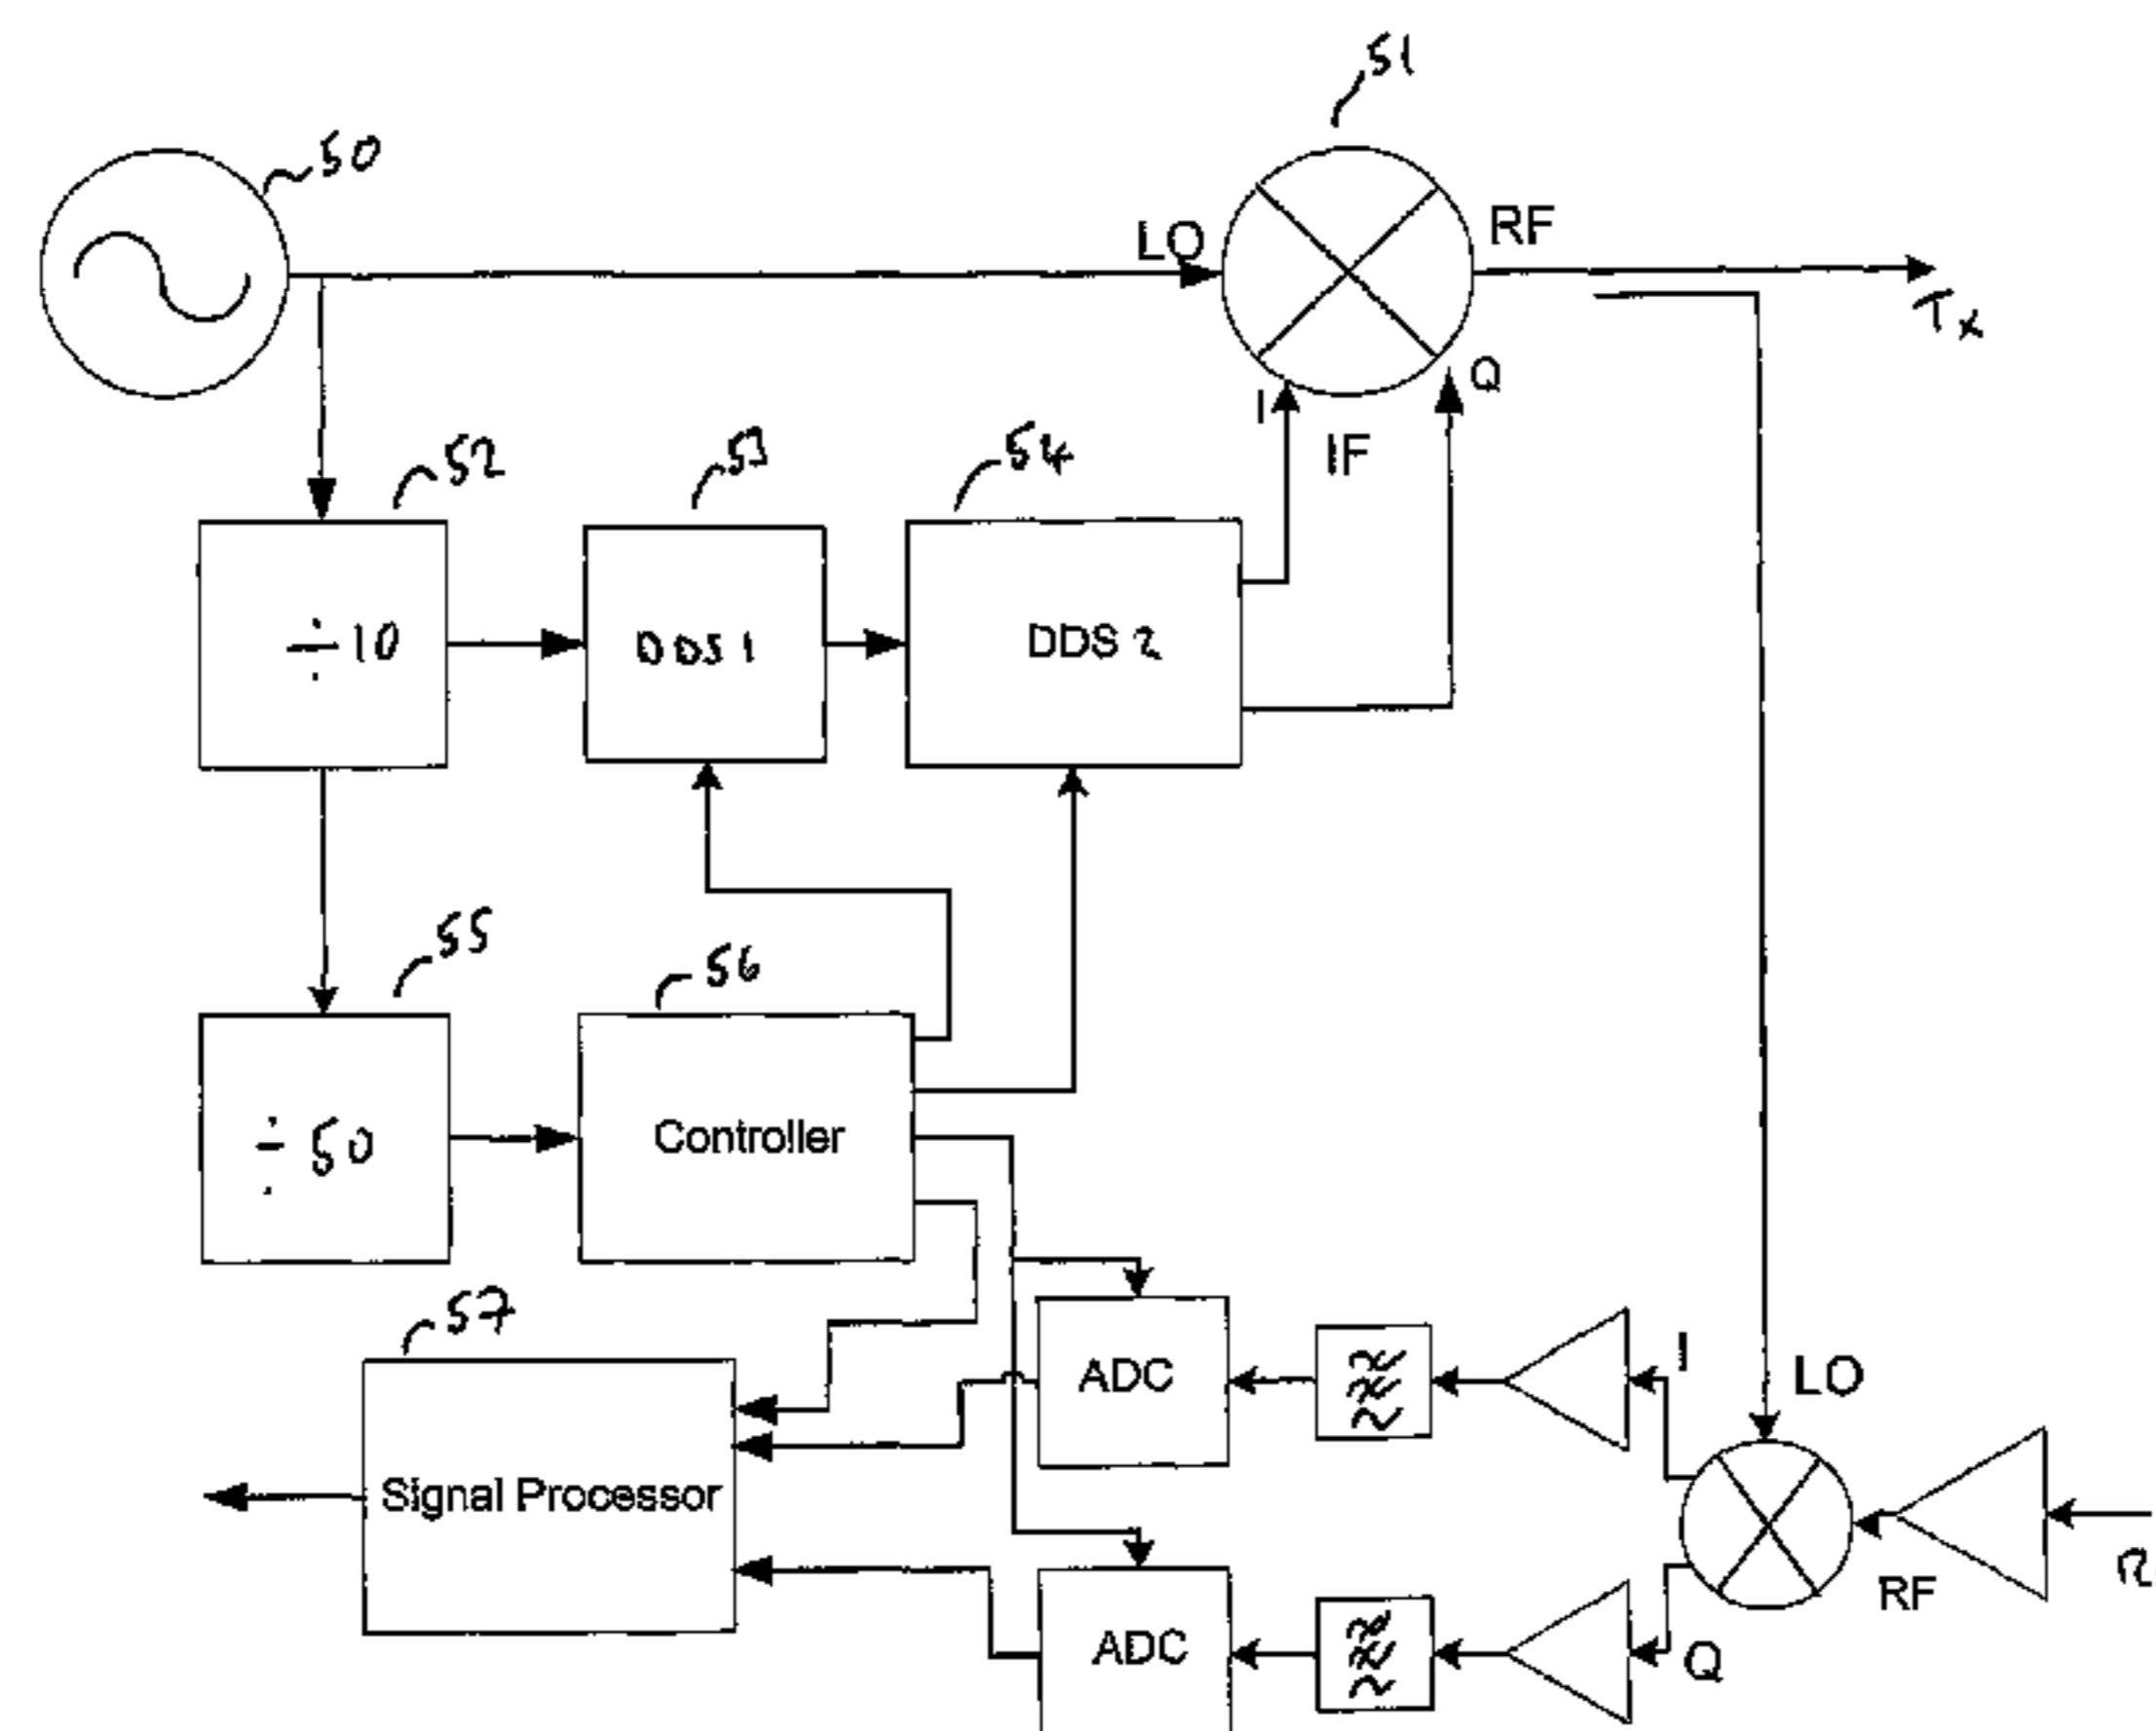 51
50
LO
RF
Tx
Q
I
IF
52
53
54
÷10
DDS 1
DDS 2
55
56
÷ 50
Controller
57
ADC
I
LO
Signal Processor
RF
ADC
Q